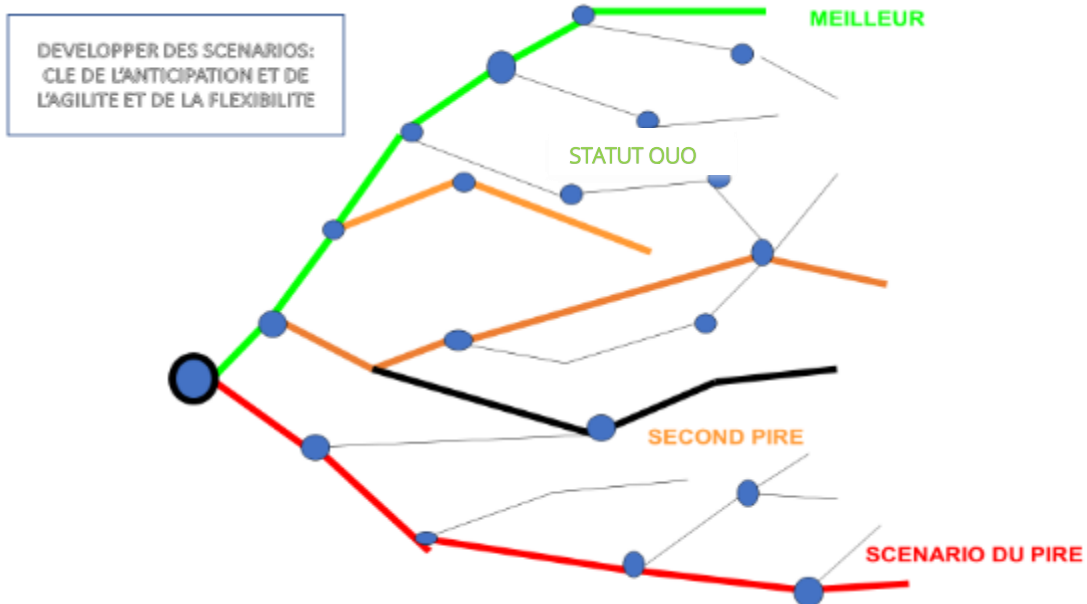 DEVELOPPER DES SCENARIOS:
CLE DE L'ANTICIPATION ET DE
L'AGILITE ET DE LA FLEXIBILITE
MEILLEUR
STATUT OUO
SECOND PIRE
SCENARIO DU PIRE